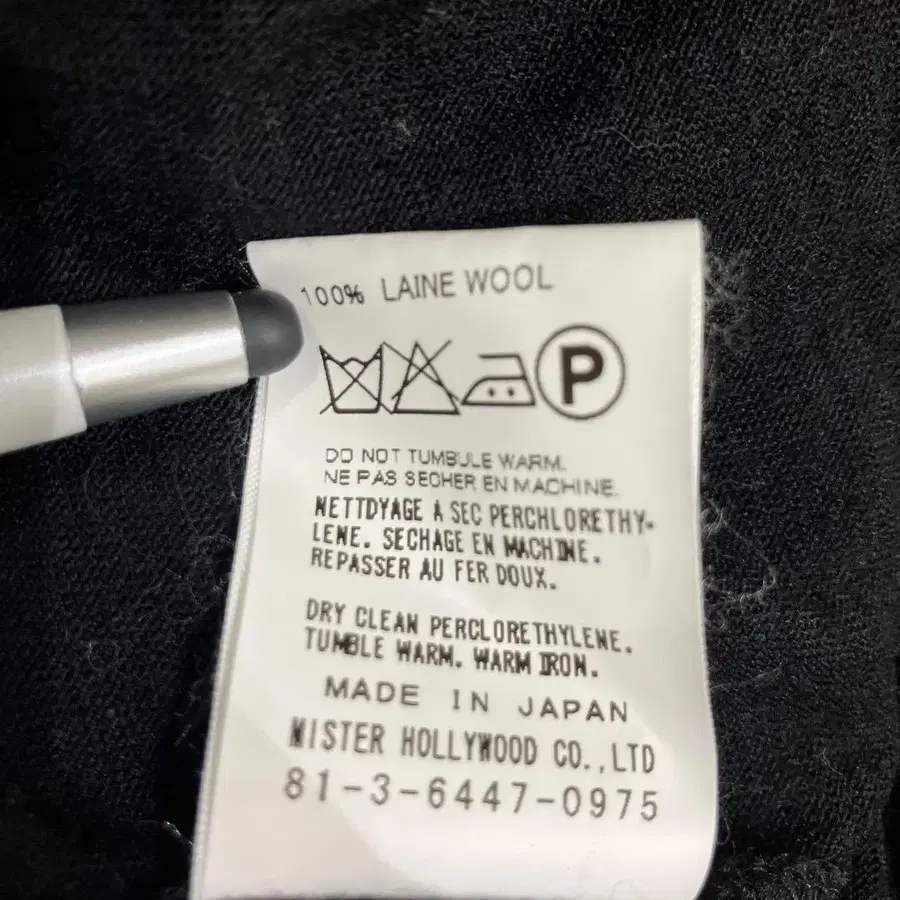 100% LAINE WOOL
P
DO NOT TUMBULE WARM.
NE PAS SECHER EN MACHINE.
NETTDYAGE A SEC PERCHLORETHY-
LENE. SECHAGE EN MACHINE.
REPASSER AU FER DOUX.
DRY CLEAN PERCLORETHYLENE.
TUMBLE WARM. WARM IRON.
MADE IN JAPAN
MISTER HOLLYWOOD CO.,LTD
81-3-6447-0975